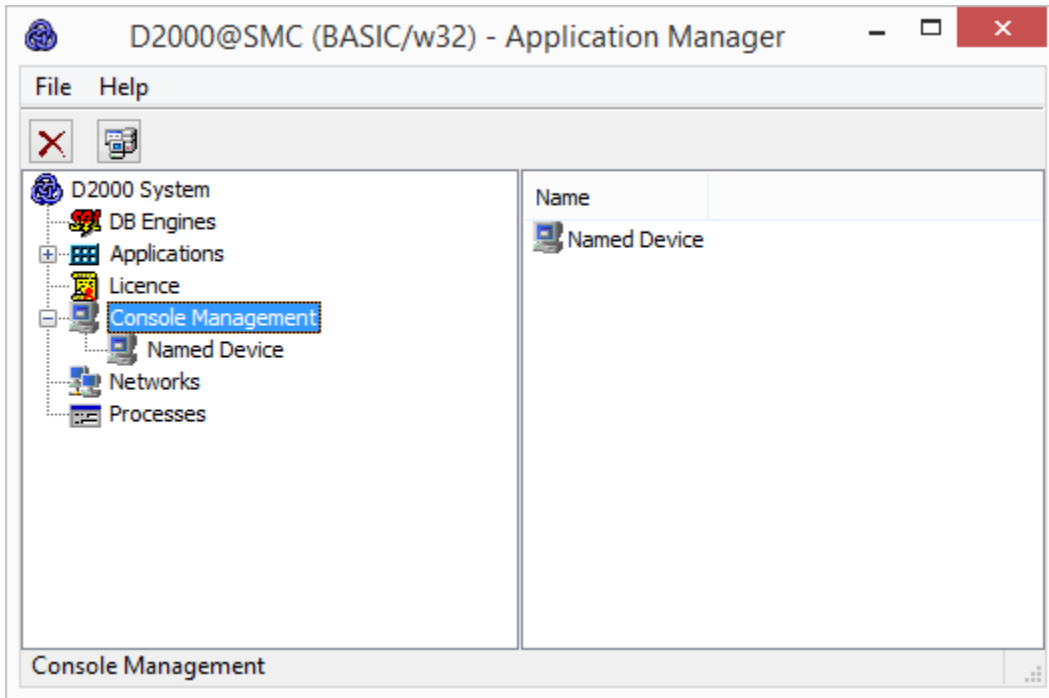 D2000@SMC (BASIC/w32) - Application Manager
File Help
D2000 System
DB Engines
Applications
Licence
Console Management
Named Device
Networks
Processes
Name
Named Device
Console Management